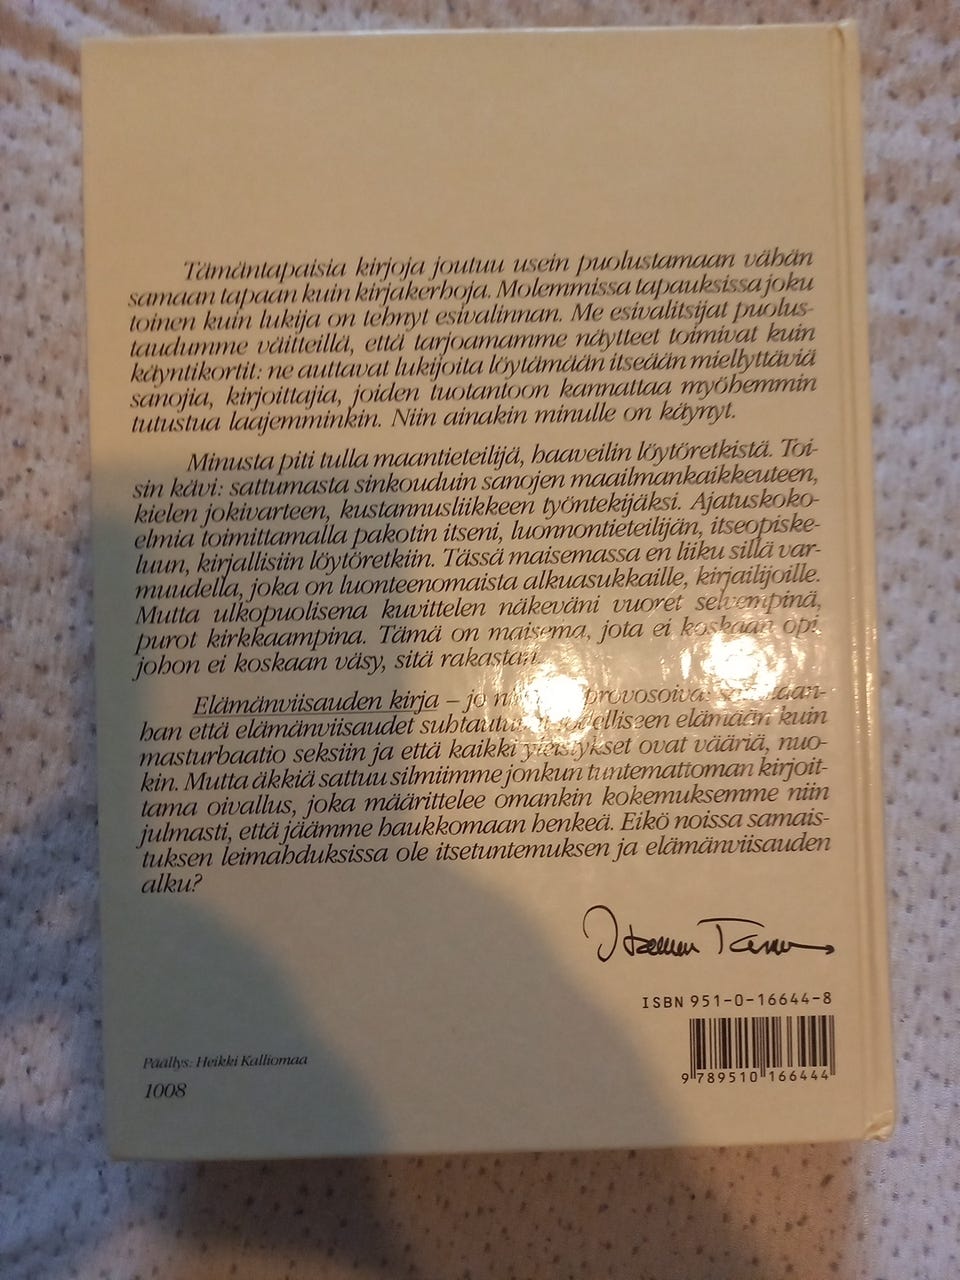 Tämäntapaisia kirjoja joutuu usein puolustamaan vähän
samaan tapaan kuin kirjakerhoja. Molemmissa tapauksissa joku
toinen kuin lukija on tehnyt esivalinnan. Me esivalitsijat puolus-
taudumme väitteillä, että tarjoamamme näytteet toimivat kuin
käyntikortit: ne auttavat lukijoita löytämään itseään miellyttäviä
sanojia, kirjoittajia, joiden tuotantoon kannattaa myöhemmin
tutustua laajemminkin. Niin ainakin minulle on käynyt.
Minusta piti tulla maantieteilijä, haaveilin löytöretkistä. Toi-
sin kävi: sattumasta sinkouduin sanojen maailmankaikkeuteen,
kielen jokivarteen, kustannusliikkeen työntekijäksi. Ajatuskoko-
elmia toimittamalla pakotin itseni, luonnontieteilijän, itseopiske-
luun, kirjallisiin löytöretkiin. Tässä maisemassa en liiku sillä var-
muudella, joka on luonteenomaista alkuasukkaille, kirjailijoille.
Mutta ulkopuolisena kuvittelen näkeväni vuoret selvempinä,
purot kirkkaampina. Tämä on maisema, jota ei koskaan opi,
johon ei koskaan väsy, sitä rakastan.
Elämänviisauden kirja – jo provosoiva:
han että elämänviisaudet suhtautuvat todelliseen elämään kuin
masturbaatio seksiin ja että kaikki yleistykset ovat vääriä, nuo-
kin. Mutta äkkiä sattuu silmiimme jonkun tuntemattoman kirjoit-
tama oivallus, joka määrittelee omankin kokemuksemme niin
julmasti, että jäämme haukkomaan henkeä. Eikö noissa samais-
tuksen leimahduksissa ole itsetuntemuksen ja elämänviisauden
alku?
ISBN 951-0-16644-8
9 789510 166444
Päällys: Heikki Kalliomaa
1008